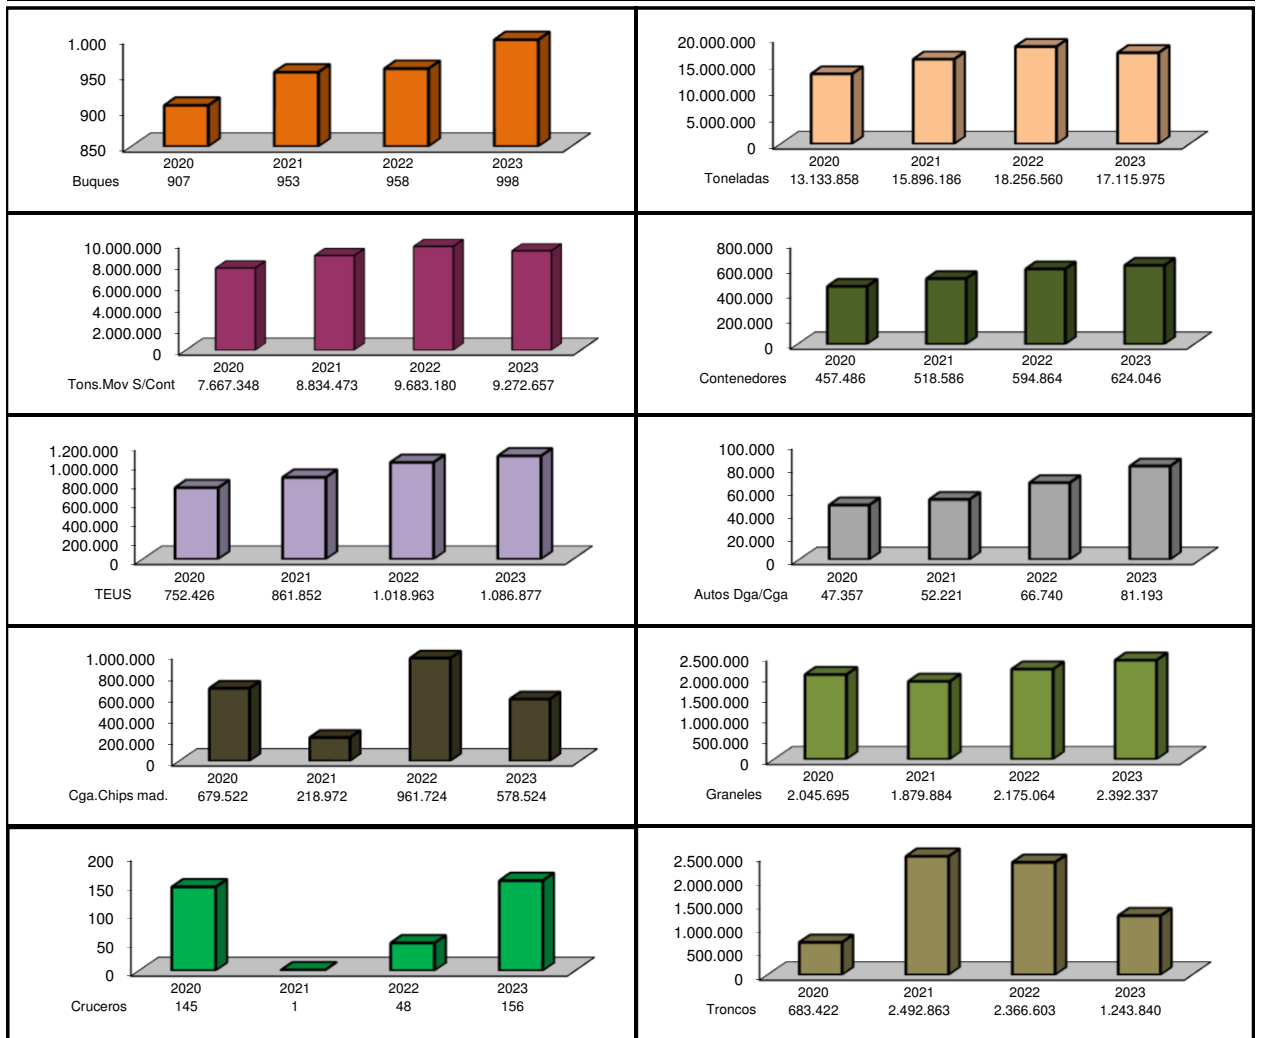 1.000
950
900
850
2020 2021 2022 2023
Buques 907 953 958 998
20.000.000
15.000.000
10.000.000
5.000.000
0
2020 2021 2022 2023
Toneladas 13.133.858 15.896.186 18.256.560 17.115.975
10.000.000
8.000.000
6.000.000
4.000.000
2.000.000
0
2020 2021 2022 2023
Tons.Mov S/Cont 7.667.348 8.834.473 9.683.180 9.272.657
800.000
600.000
400.000
200.000
0
2020 2021 2022 2023
Contenedores 457.486 518.586 594.864 624.046
1.200.000
1.000.000
800.000
600.000
400.000
200.000
0
2020 2021 2022 2023
TEUS 752.426 861.852 1.018.963 1.086.877
100.000
80.000
60.000
40.000
20.000
0
2020 2021 2022 2023
Autos Dga/Cga 47.357 52.221 66.740 81.193
1.000.000
800.000
600.000
400.000
200.000
0
2020 2021 2022 2023
Cga.Chips mad. 679.522 218.972 961.724 578.524
2.500.000
2.000.000
1.500.000
1.000.000
500.000
0
2020 2021 2022 2023
Graneles 2.045.695 1.879.884 2.175.064 2.392.337
200
150
100
50
0
2020 2021 2022 2023
Cruceros 145 1 48 156
2.500.000
2.000.000
1.500.000
1.000.000
500.000
0
2020 2021 2022 2023
Troncos 683.422 2.492.863 2.366.603 1.243.840